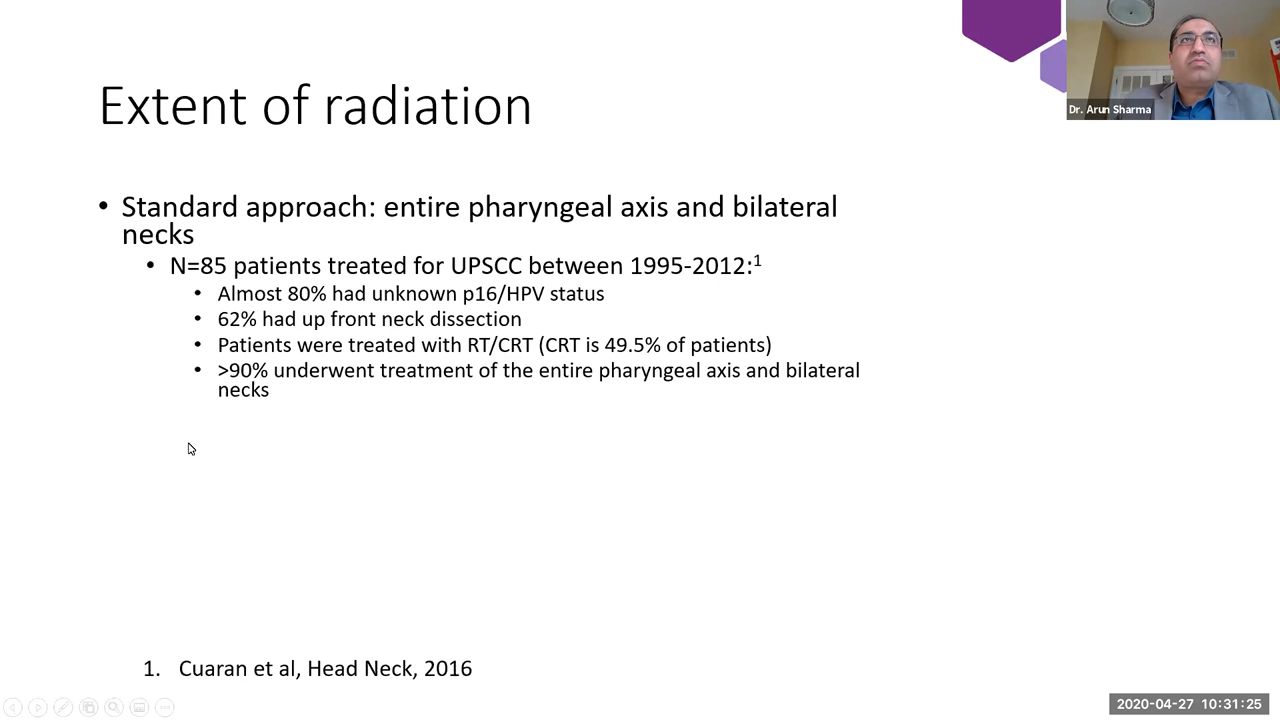 Dr. Arun Sharma
Extent of radiation
• Standard approach: entire pharyngeal axis and bilateral
necks
• N=85 patients treated for UPSCC between 1995-2012:¹
• Almost 80% had unknown p16/HPV status
• 62% had up front neck dissection
• Patients were treated with RT/CRT (CRT is 49.5% of patients)
• >90% underwent treatment of the entire pharyngeal axis and bilateral
necks
1. Cuaran et al, Head Neck, 2016
2020-04-27 10:31:25